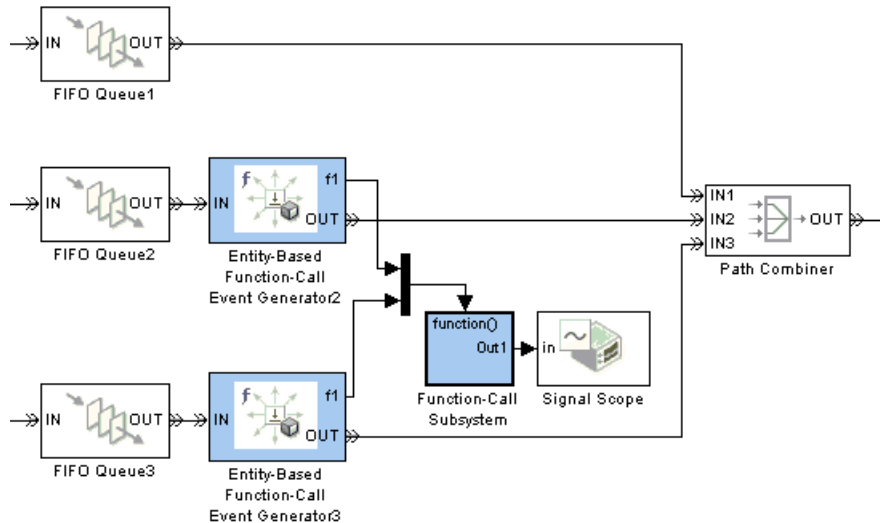 IN OUT
FIFO Queue1
IN OUT
FIFO Queue2
IN f1
OUT
Entity-Based
Function-Call
Event Generator2
IN1
IN2 OUT
IN3
Path Combiner
function()
Out1
Function-Call
Subsystem
in
Signal Scope
IN OUT
FIFO Queue3
f
f
IN f1
OUT
Entity-Based
Function-Call
Event Generator3